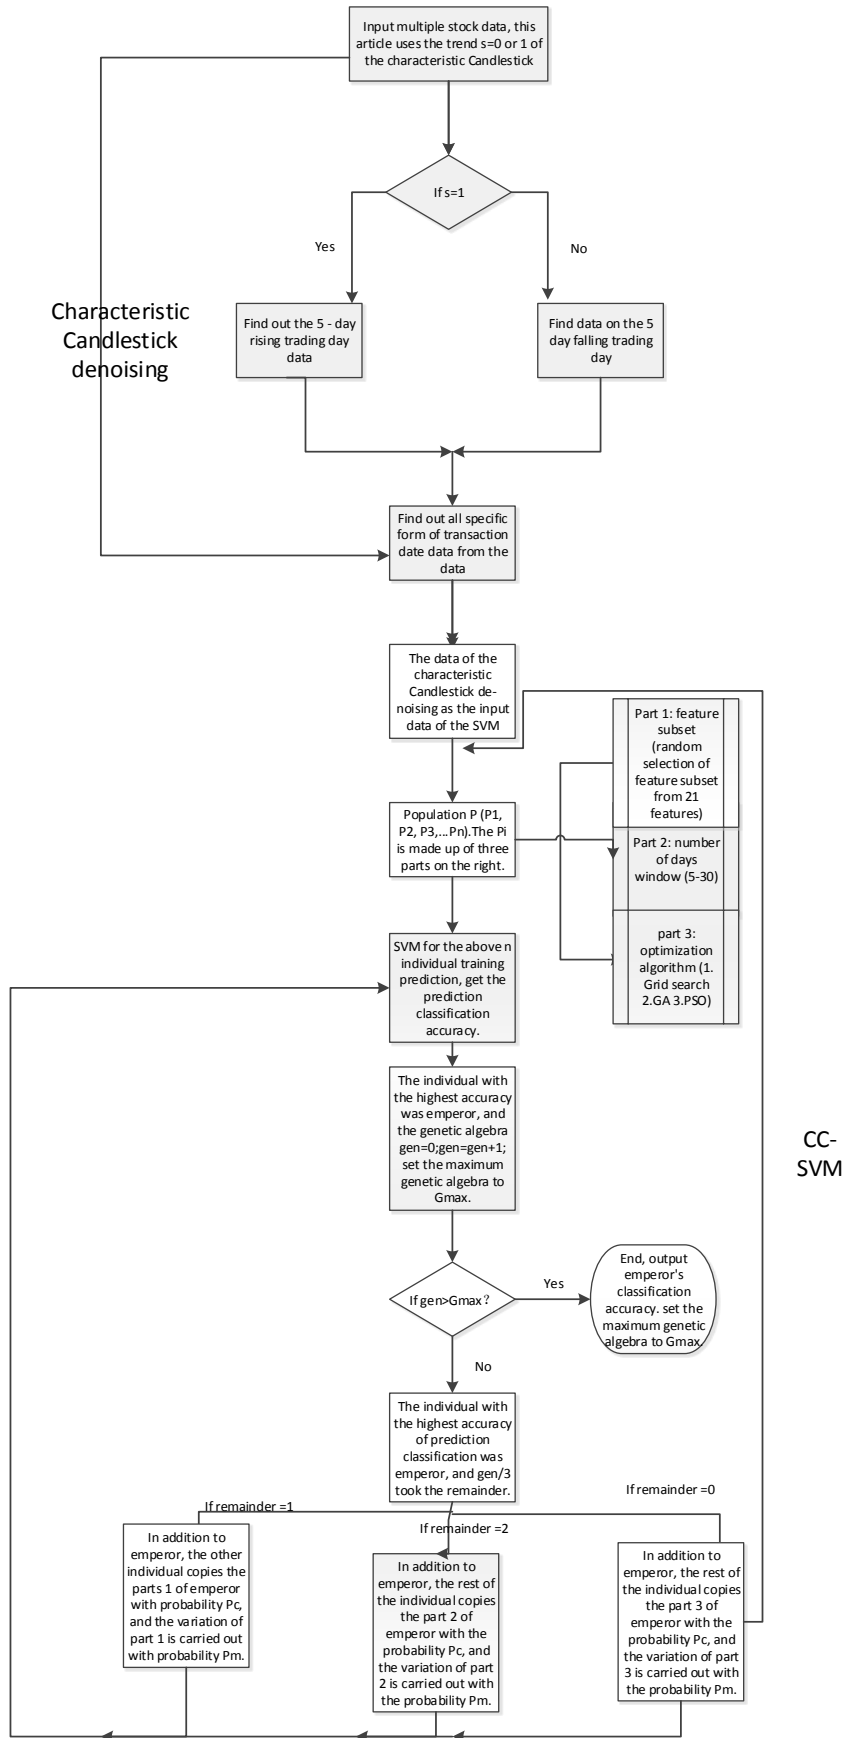 Input multiple stock data, this
article uses the trend s=0 or 1 of
the characteristic Candlestick
If s=1
Yes
No
Characteristic
Candlestick
denoising
Find out the 5 - day
rising trading day
data
Find data on the 5
day falling trading
day
Find out all specific
form of transaction
date data from the
data
The data of the
characteristic
Candlestick de-
noising as the input
data of the SVM
Part 1: feature
subset
(random
selection of
feature subset
from 21
features)
Population P (P1,
P2, P3,...Pn).The Pi
is made up of three
parts on the right.
Part 2: number
of days
window (5-30)
part 3:
optimization
algorithm (1.
Grid search
2.GA 3.PSO)
SVM for the above n
individual training
prediction, get the
prediction
classification
accuracy.
The individual with
the highest accuracy
was emperor, and
the genetic algebra
gen=0;gen=gen+1;
set the maximum
genetic algebra to
Gmax.
CC-
SVM
If gen>Gmax？
Yes
End, output
emperor's
classification
accuracy. set the
maximum genetic
algebra to Gmax.
No
The individual with
the highest accuracy
of prediction
classification was
emperor, and gen/3
took the remainder.
If remainder =1
If remainder =2
If remainder =0
In addition to
emperor, the other
individual copies the
parts 1 of emperor
with probability Pc,
and the variation of
part 1 is carried out
with probability Pm.
In addition to
emperor, the rest of
the individual copies
the part 2 of
emperor with the
probability Pc, and
the variation of part
2 is carried out with
the probability Pm.
In addition to
emperor, the rest of
the individual copies
the part 3 of
emperor with the
probability Pc, and
the variation of part
3 is carried out with
the probability Pm.